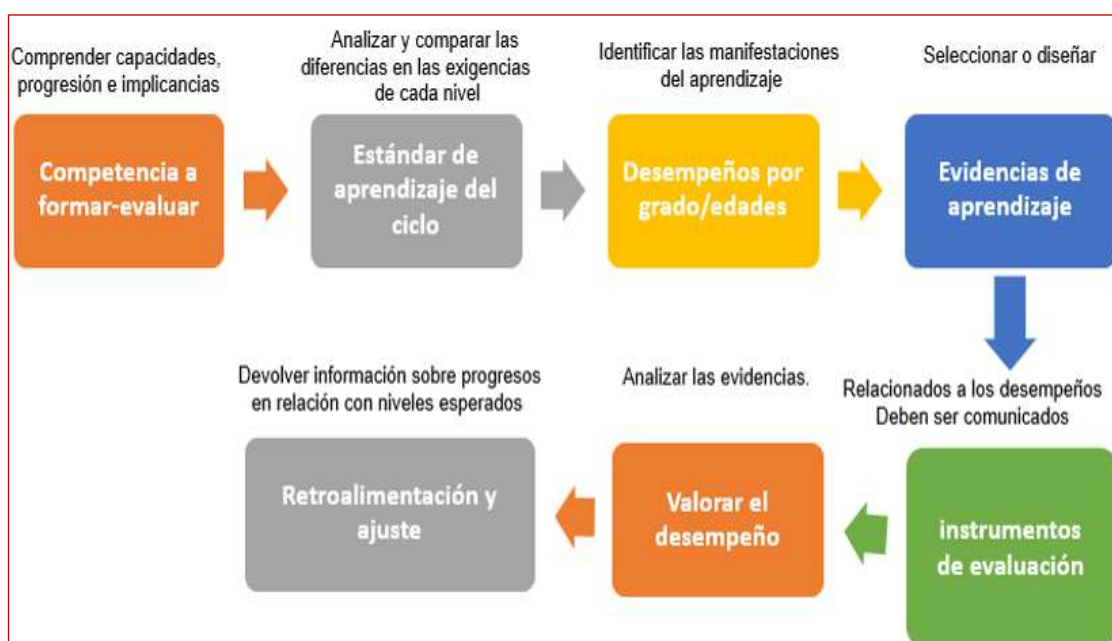 Comprender capacidades,
progresión e implicancias
Analizar y comparar las
diferencias en las exigencias
de cada nivel
Identificar las manifestaciones
del aprendizaje
Seleccionar o diseñar
Competencia a
formar-evaluar
Estándar de
aprendizaje del
ciclo
Desempeños por
grado/edades
Evidencias de
aprendizaje
Relacionados a los desempeños
Deben ser comunicados
instrumentos
de evaluación
Analizar las evidencias.
Valorar el
desempeño
Devolver información sobre progresos
en relación con niveles esperados
Retroalimentación y
ajuste